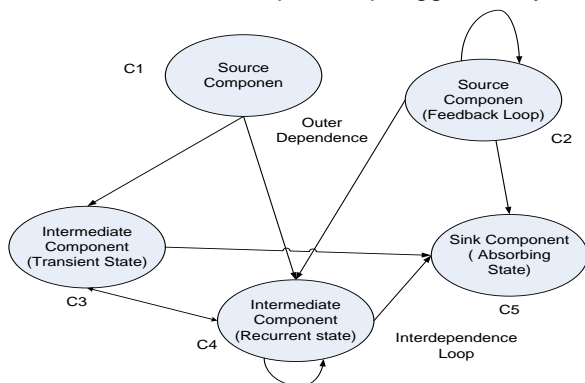 C1
Source
Componen
Source
Componen
(Feedback Loop)
C2
Outer
Dependence
Intermediate
Component
(Transient State)
C3
Sink Component
( Absorbing
State)
C5
Intermediate
Component
(Recurrent state)
C4
Interdependence
Loop